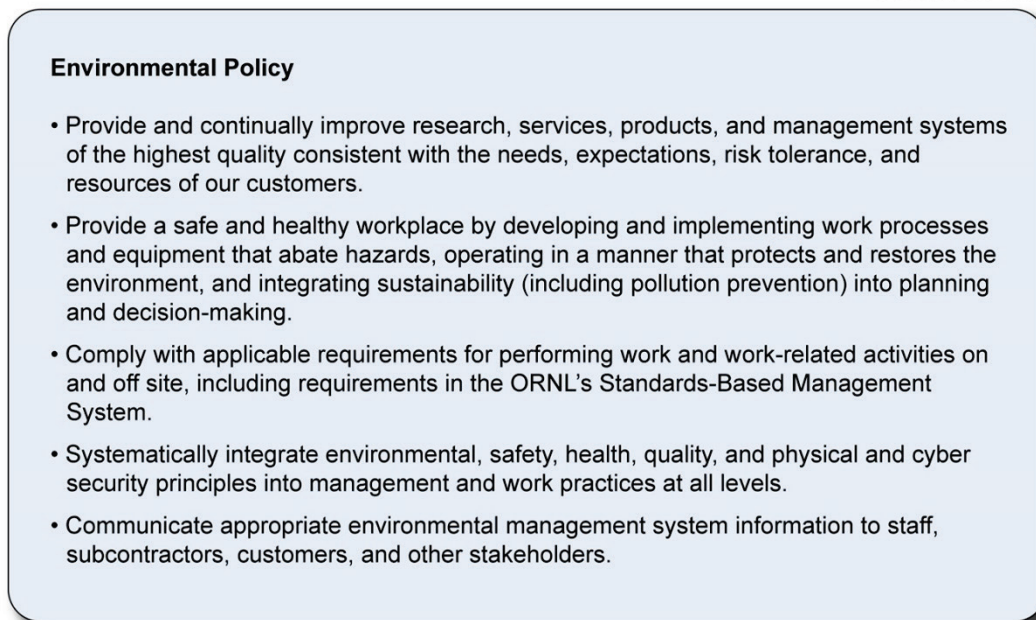 Environmental Policy
• Provide and continually improve research, services, products, and management systems
of the highest quality consistent with the needs, expectations, risk tolerance, and
resources of our customers.
• Provide a safe and healthy workplace by developing and implementing work processes
and equipment that abate hazards, operating in a manner that protects and restores the
environment, and integrating sustainability (including pollution prevention) into planning
and decision-making.
• Comply with applicable requirements for performing work and work-related activities on
and off site, including requirements in the ORNL’s Standards-Based Management
System.
• Systematically integrate environmental, safety, health, quality, and physical and cyber
security principles into management and work practices at all levels.
• Communicate appropriate environmental management system information to staff,
subcontractors, customers, and other stakeholders.